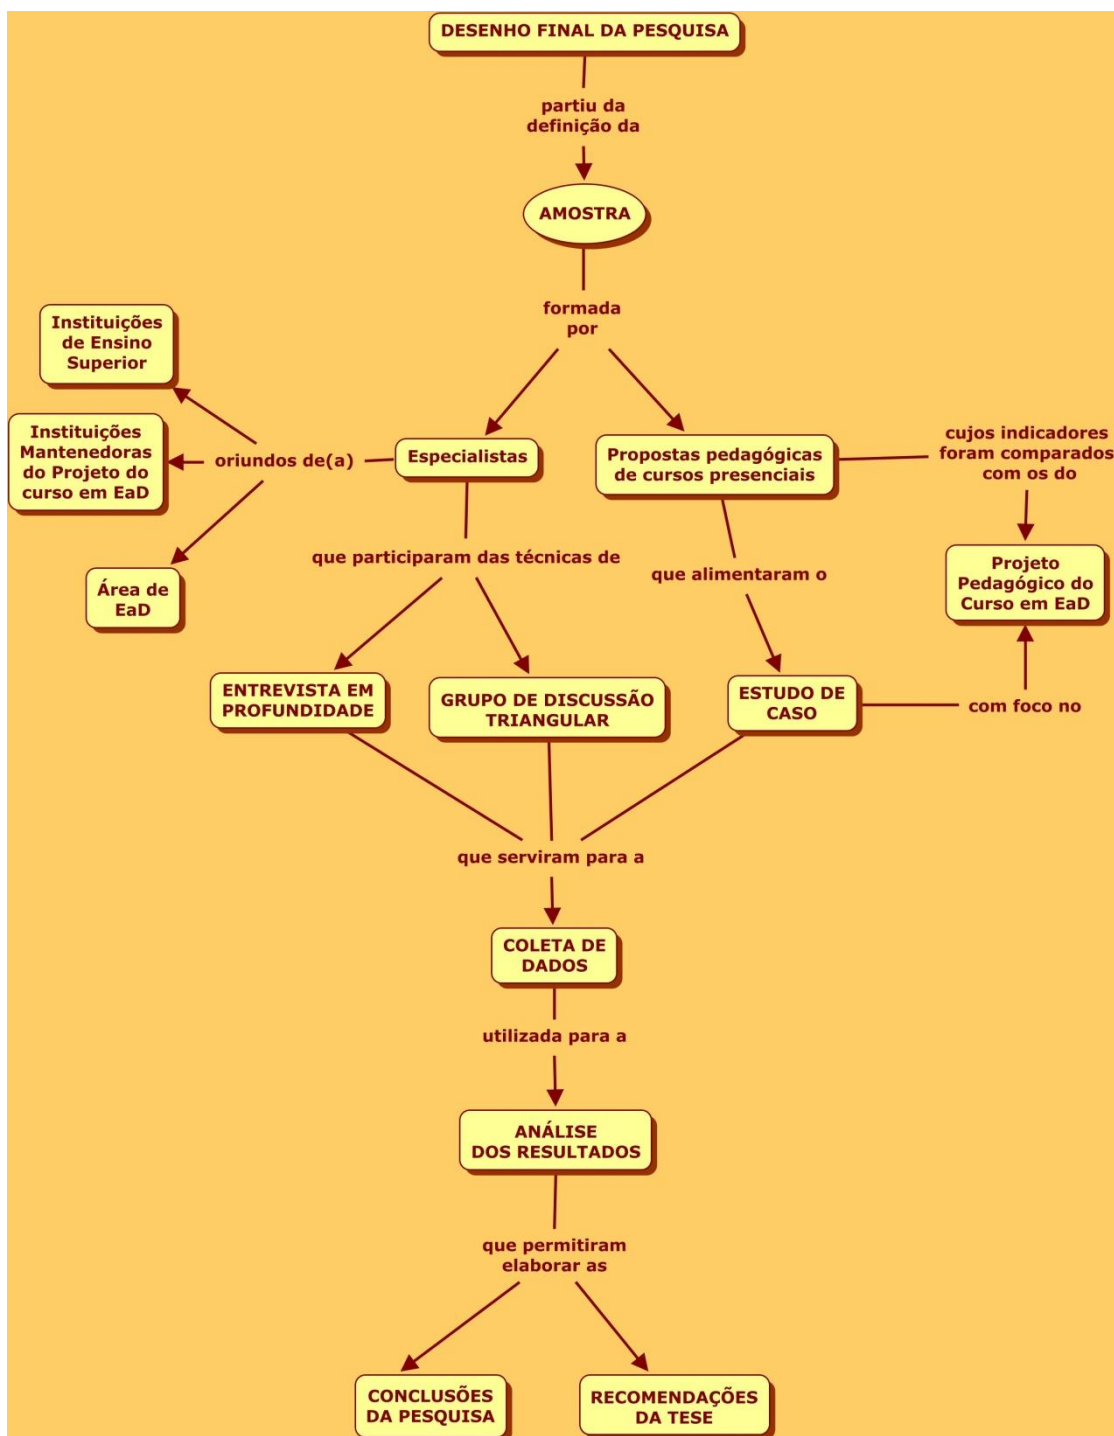 DESENHO FINAL DA PESQUISA
partiu da
definição da
AMOSTRA
formada
por
Instituições
de Ensino
Superior
Instituições
Mantenedoras
do Projeto do
curso em EaD
oriundos de(a)
Especialistas
Propostas pedagógicas
de cursos presenciais
cujos indicadores
foram comparados
com os do
Área de
EaD
que participaram das técnicas de
que alimentaram o
Projeto
Pedagógico do
Curso em EaD
ENTREVISTA EM
PROFUNDIDADE
GRUPO DE DISCUSSÃO
TRIANGULAR
ESTUDO DE
CASO
com foco no
que serviram para a
COLETA DE
DADOS
utilizada para a
ANÁLISE
DOS RESULTADOS
que permitiram
elaborar as
CONCLUSÕES
DA PESQUISA
RECOMENDAÇÕES
DA TESE